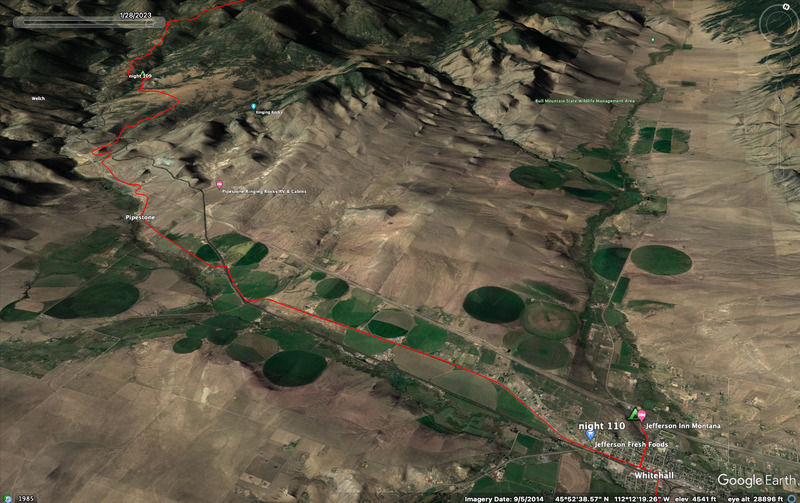 1/28/2023
N
night 109
Welch
Ringing Rocks
Bull Mountain State Wildlife Management Area
Pipestone Ringing Rocks RV & Cabins
Pipestone
night 110
Jefferson Inn Montana
Jefferson Fresh Foods
Whitehall
Google Earth
1985
Imagery Date: 9/5/2014 45°52'38.57" N 112°12'19.26" W elev 4541 ft eye alt 28896 ft